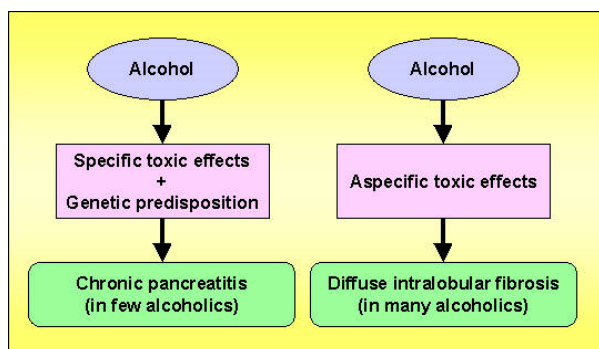 Alcohol
Specific toxic effects
+
Genetic predisposition
Chronic pancreatitis
(in few alcoholics)
Alcohol
Aspecific toxic effects
Diffuse intralobular fibrosis
(in many alcoholics)